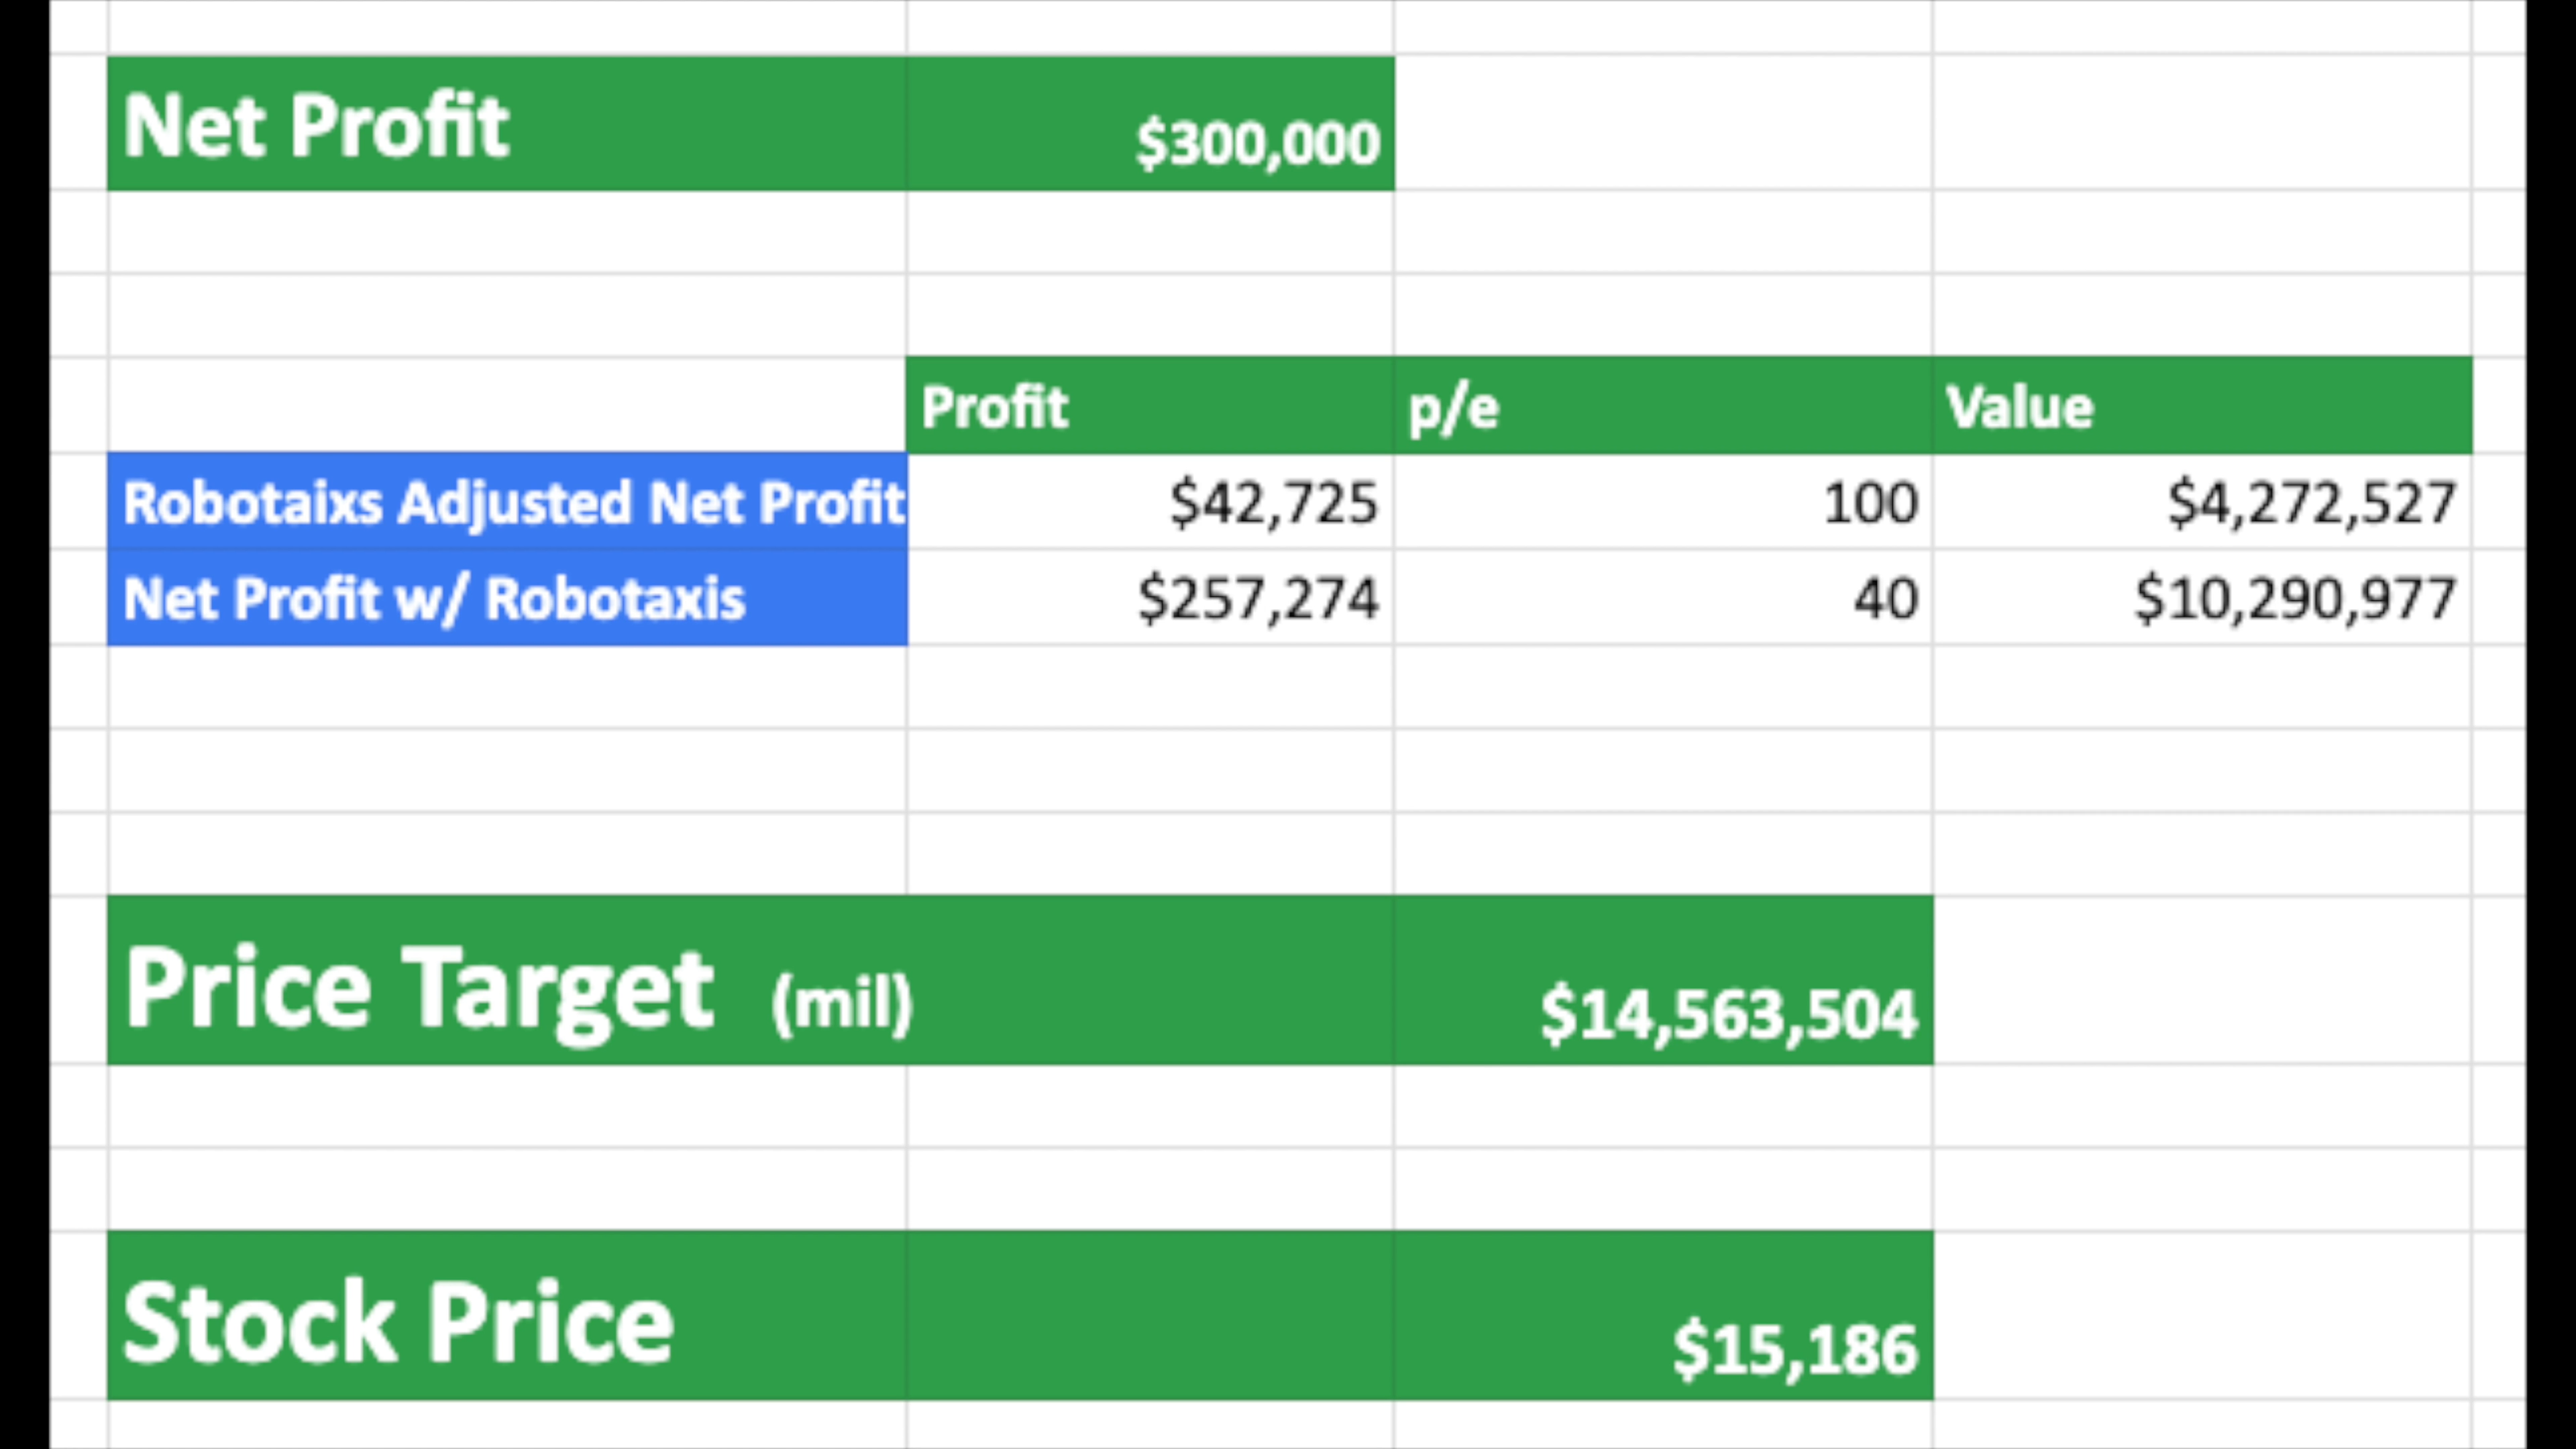 Net Profit $300,000
Profit p/e Value
Robotaixs Adjusted Net Profit $42,725 100 $4,272,527
Net Profit w/ Robotaxis $257,274 40 $10,290,977
Price Target (mil) $14,563,504
Stock Price $15,186